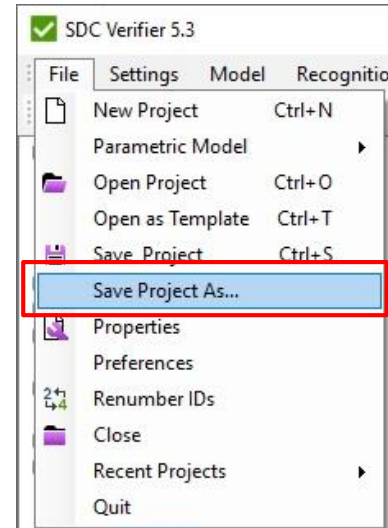 SDC Verifier 5.3
File Settings Model Recognitio
New Project Ctrl+N
Parametric Model
Open Project Ctrl+O
Open as Template Ctrl+T
Save Project Ctrl+S
Save Project As...
Properties
Preferences
Renumber IDs
Close
Recent Projects
Quit